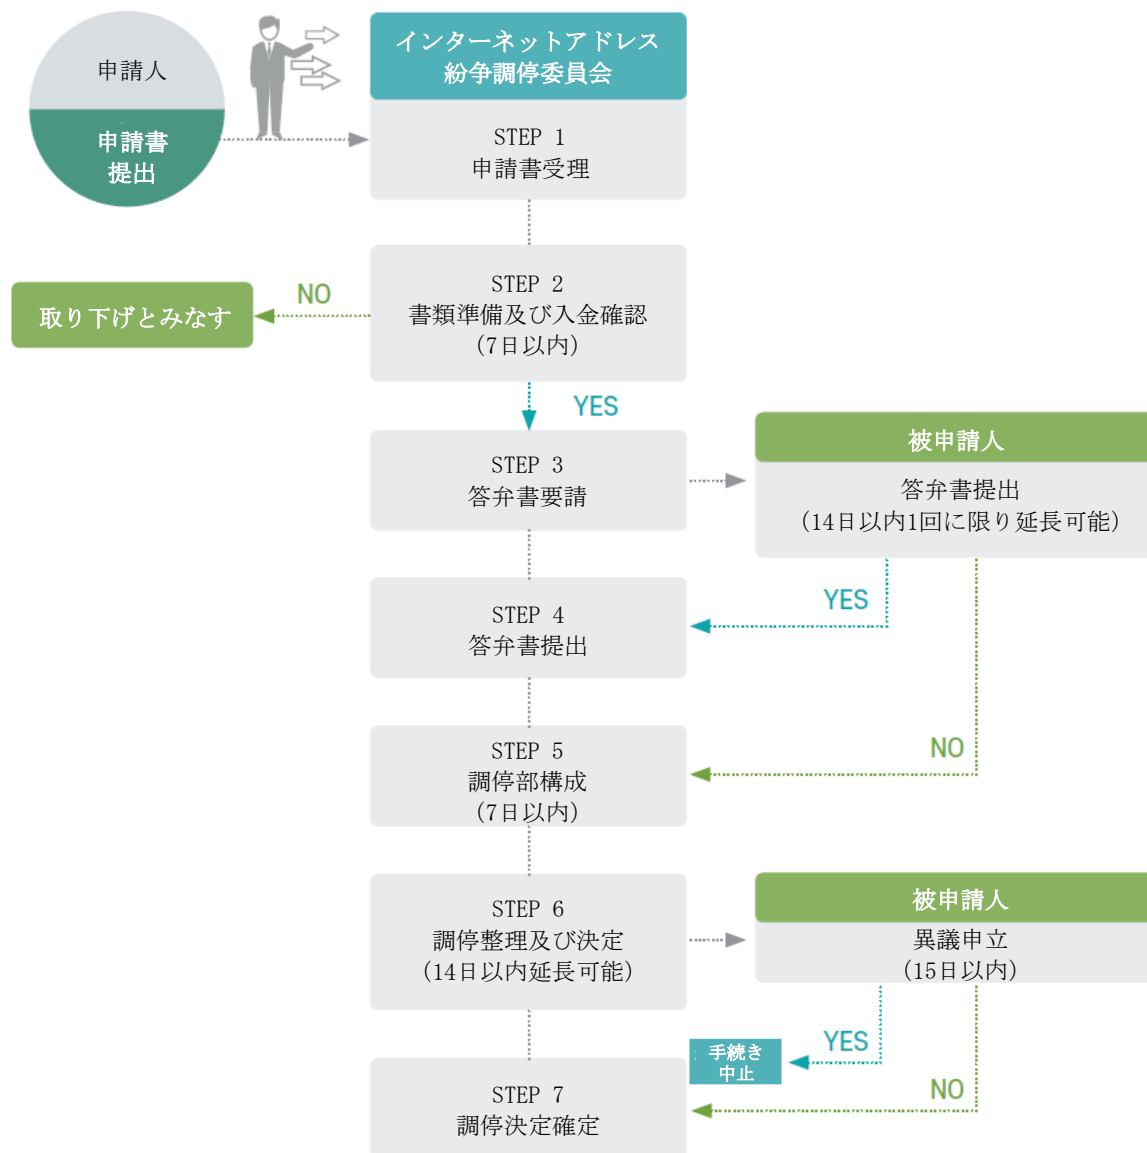 申請人
申請書
提出
インターネットアドレス
紛争調停委員会
STEP 1
申請書受理
STEP 2
書類準備及び入金確認
(7日以内)
NO
取り下げとみなす
YES
STEP 3
答弁書要請
被申請人
答弁書提出
(14日以内1回に限り延長可能)
YES
STEP 4
答弁書提出
NO
STEP 5
調停部構成
(7日以内)
STEP 6
調停整理及び決定
(14日以内延長可能)
被申請人
異議申立
(15日以内)
YES
手続き
中止
NO
STEP 7
調停決定確定